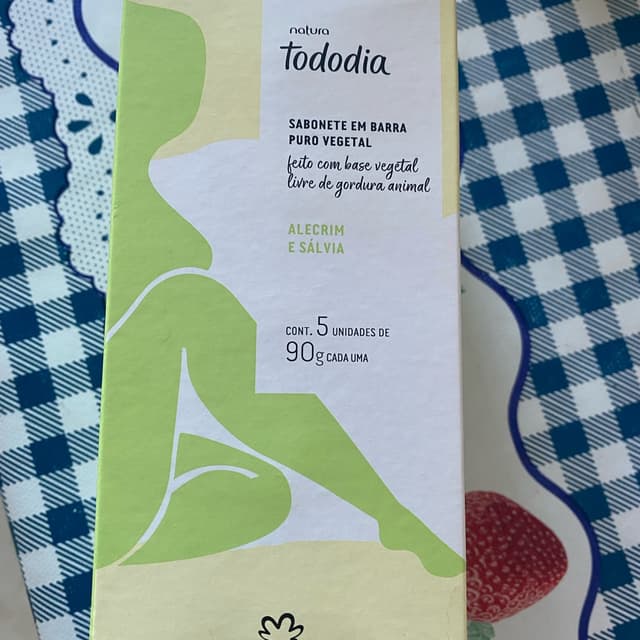 natura
Tododia
SABONETE EM BARRA
PURO VEGETAL
feito com base vegetal
livre de gordura animal
ALECRIM
E SÁLVIA
CONT. 5 UNIDADES DE
90g CADA UMA